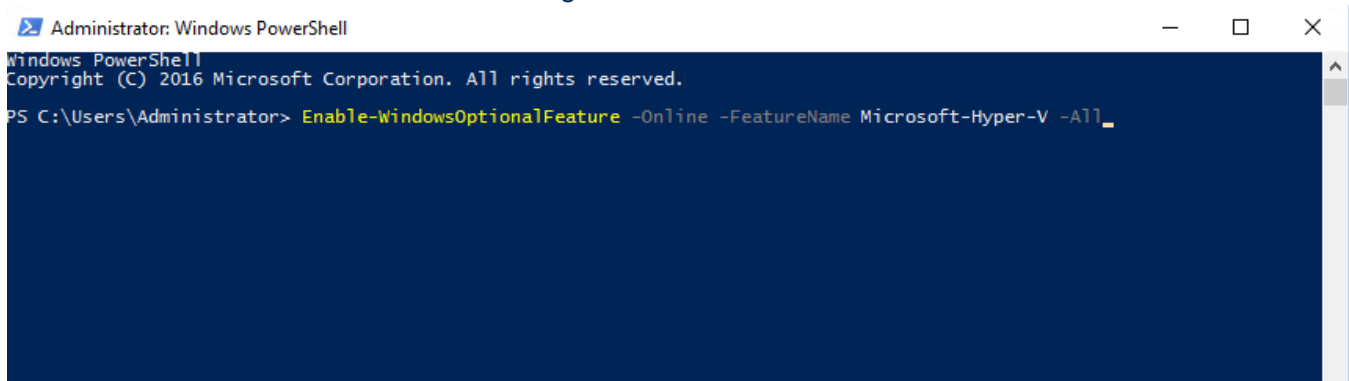 Administrator: Windows PowerShell
Windows PowerShell
Copyright (C) 2016 Microsoft Corporation. All rights reserved.
PS C:\Users\Administrator> Enable-WindowsOptionalFeature -Online -FeatureName Microsoft-Hyper-V -All